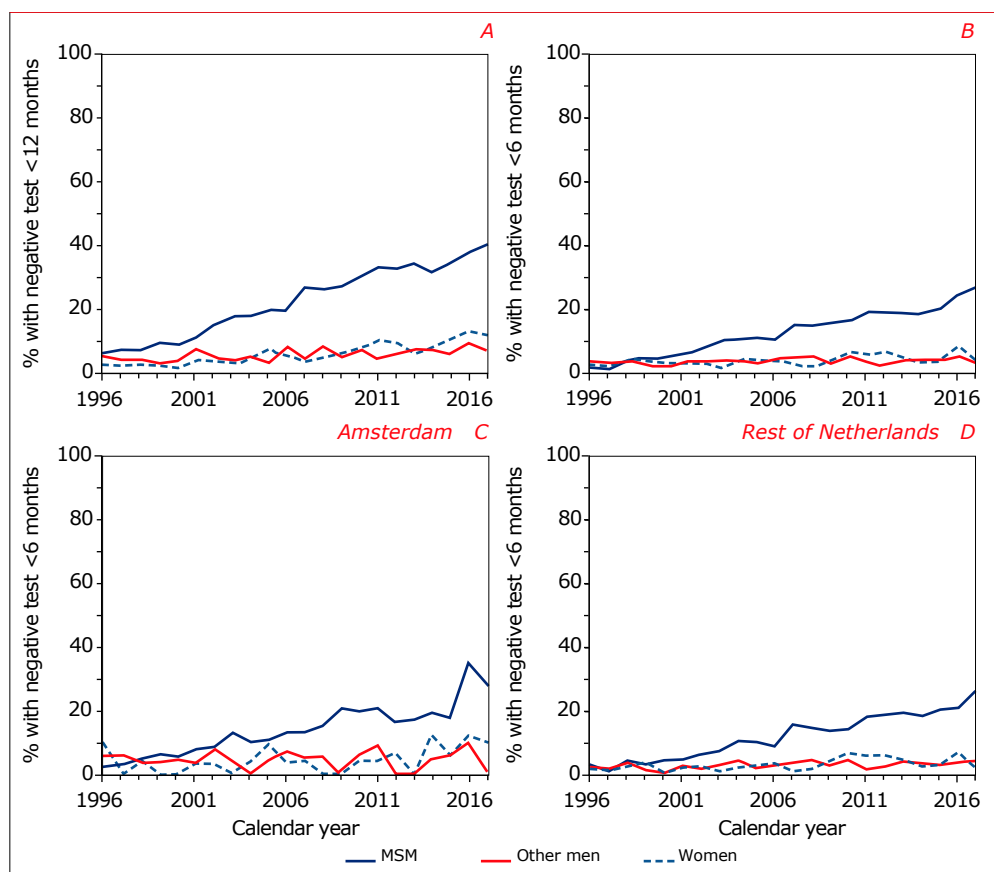 A
% with negative test <12 months
100
80
60
40
20
0
1996 2001 2006 2011 2016
B
% with negative test <6 months
100
80
60
40
20
0
1996 2001 2006 2011 2016
Amsterdam C
% with negative test <6 months
100
80
60
40
20
0
1996 2001 2006 2011 2016
Calendar year
Rest of Netherlands D
% with negative test <6 months
100
80
60
40
20
0
1996 2001 2006 2011 2016
Calendar year
MSM Other men Women